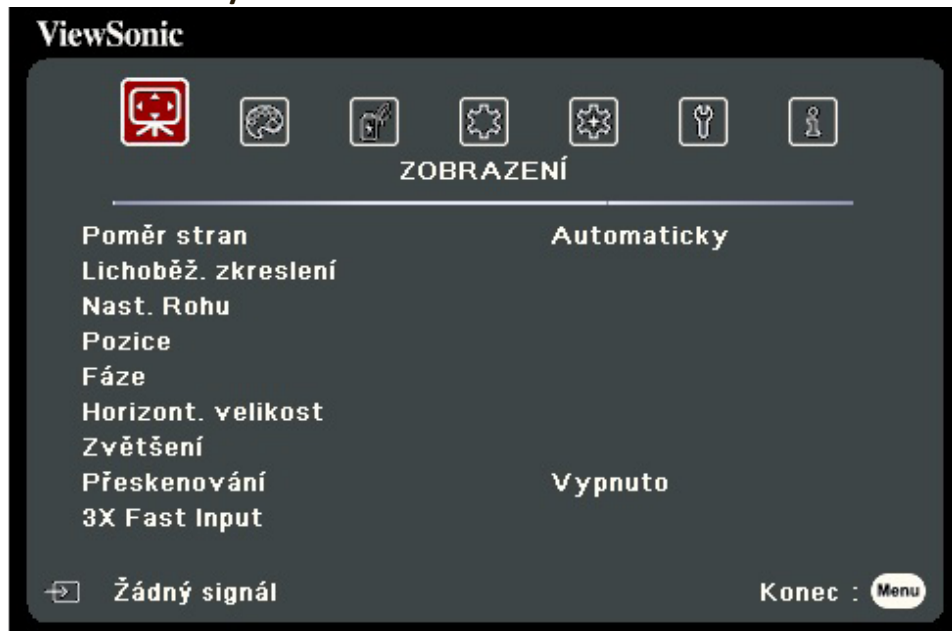 ViewSonic
ZOBRAZENÍ
Poměr stran Automaticky
Lichoběž. zkreslení
Nast. Rohu
Pozice
Fáze
Horizont. velikost
Zvětšení
Přeskenování Vypnuto
3X Fast Input
Žádný signál Konec : Menu